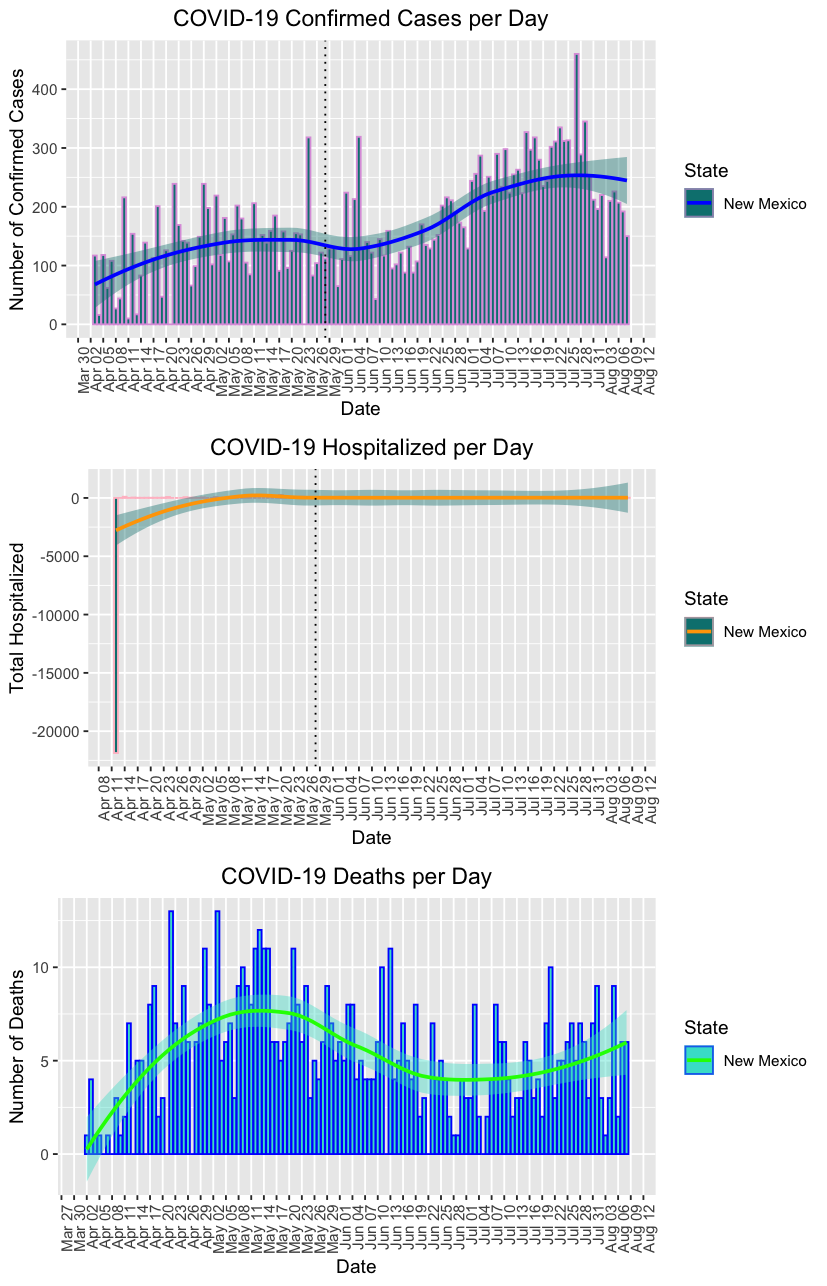 COVID-19 Confirmed Cases per Day
Number of Confirmed Cases
400
300
200
100
0
Mar 30
Apr 02
Apr 05
Apr 08
Apr 11
Apr 14
Apr 17
Apr 20
Apr 23
Apr 26
Apr 29
May 02
May 05
May 08
May 11
May 14
May 17
May 20
May 23
May 26
May 29
Jun 01
Jun 04
Jun 07
Jun 10
Jun 13
Jun 16
Jun 19
Jun 22
Jun 25
Jun 28
Jul 01
Jul 04
Jul 07
Jul 10
Jul 13
Jul 16
Jul 19
Jul 22
Jul 25
Jul 28
Jul 31
Aug 03
Aug 06
Aug 09
Aug 12
Date
State
New Mexico
COVID-19 Hospitalized per Day
Total Hospitalized
0
-5000
-10000
-15000
-20000
Apr 08
Apr 11
Apr 14
Apr 17
Apr 20
Apr 23
Apr 26
Apr 29
May 02
May 05
May 08
May 11
May 14
May 17
May 20
May 23
May 26
May 29
Jun 01
Jun 04
Jun 07
Jun 10
Jun 13
Jun 16
Jun 19
Jun 22
Jun 25
Jun 28
Jul 01
Jul 04
Jul 07
Jul 10
Jul 13
Jul 16
Jul 19
Jul 22
Jul 25
Jul 28
Jul 31
Aug 03
Aug 06
Aug 09
Aug 12
Date
State
New Mexico
COVID-19 Deaths per Day
Number of Deaths
10
5
0
Mar 27
Mar 30
Apr 02
Apr 05
Apr 08
Apr 11
Apr 14
Apr 17
Apr 20
Apr 23
Apr 26
Apr 29
May 02
May 05
May 08
May 11
May 14
May 17
May 20
May 23
May 26
May 29
Jun 01
Jun 04
Jun 07
Jun 10
Jun 13
Jun 16
Jun 19
Jun 22
Jun 25
Jun 28
Jul 01
Jul 04
Jul 07
Jul 10
Jul 13
Jul 16
Jul 19
Jul 22
Jul 25
Jul 28
Jul 31
Aug 03
Aug 06
Aug 09
Aug 12
Date
State
New Mexico